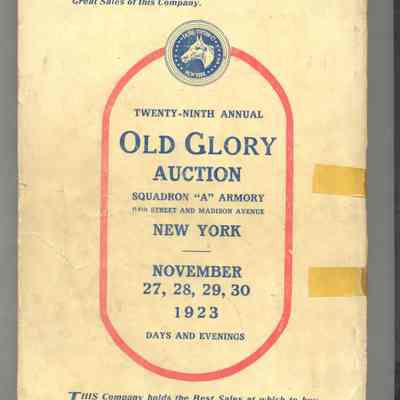 Great Sales of this Company.
NEW YORK
TWENTY-NINTH ANNUAL
OLD GLORY
AUCTION
SQUADRON "A" ARMORY
STREET AND MADISON AVENUE
NEW YORK
NOVEMBER
27, 28, 29, 30
1923
DAYS AND EVENINGS
THIS Company holds the Best Sales at which to buy